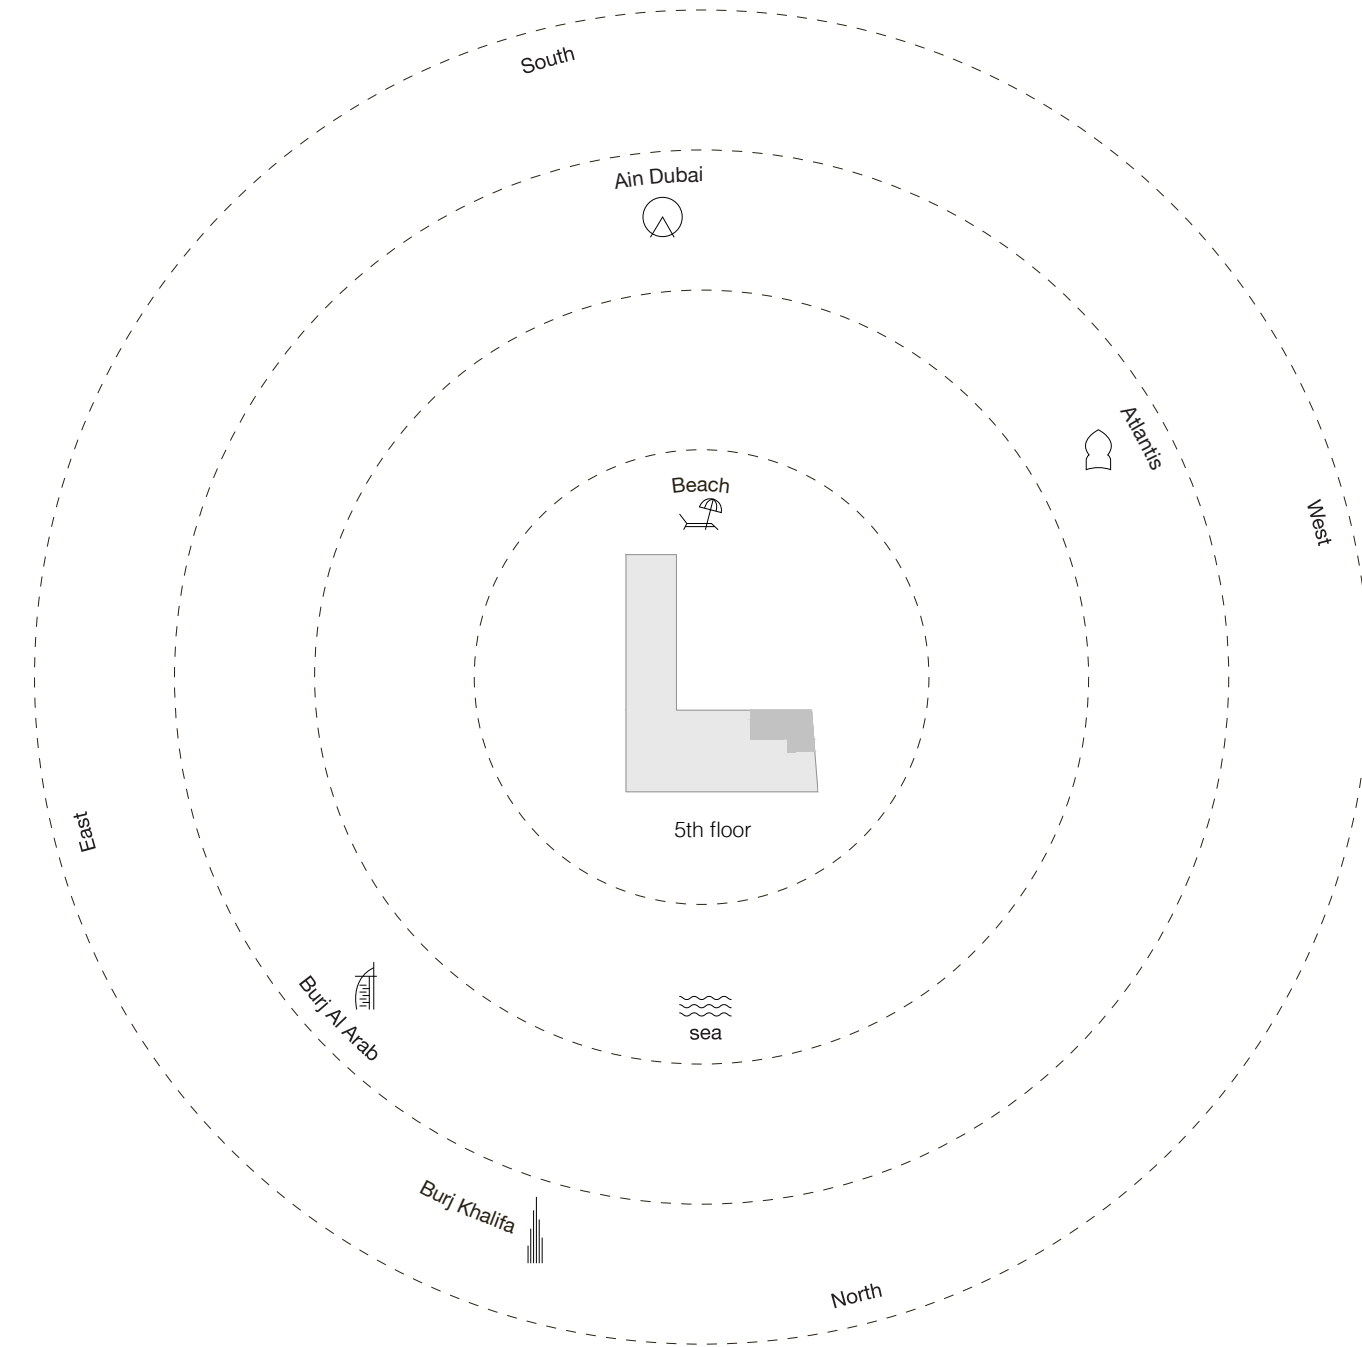 South
Ain Dubai
Atlantis
Beach
West
5th floor
East
Burj Al Arab
sea
Burj Khalifa
North